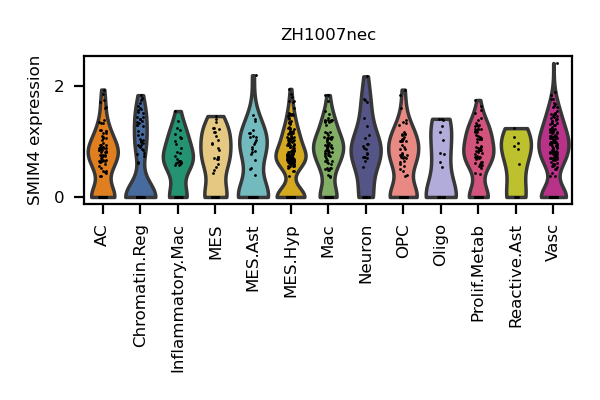 ZH1007nec
SMIM4 expression
2
0
AC
Chromatin.Reg
Inflammatory.Mac
MES
MES.Ast
MES.Hyp
Mac
Neuron
OPC
Oligo
Prolif.Metab
Reactive.Ast
Vasc